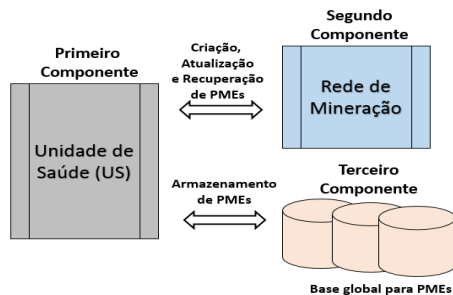 Primeiro
Componente
Unidade de
Saúde (US)
Criação,
Atualização
e Recuperação
de PMEs
Segundo
Componente
Rede de
Mineração
Armazenamento
de PMEs
Terceiro
Componente
Base global para PMEs